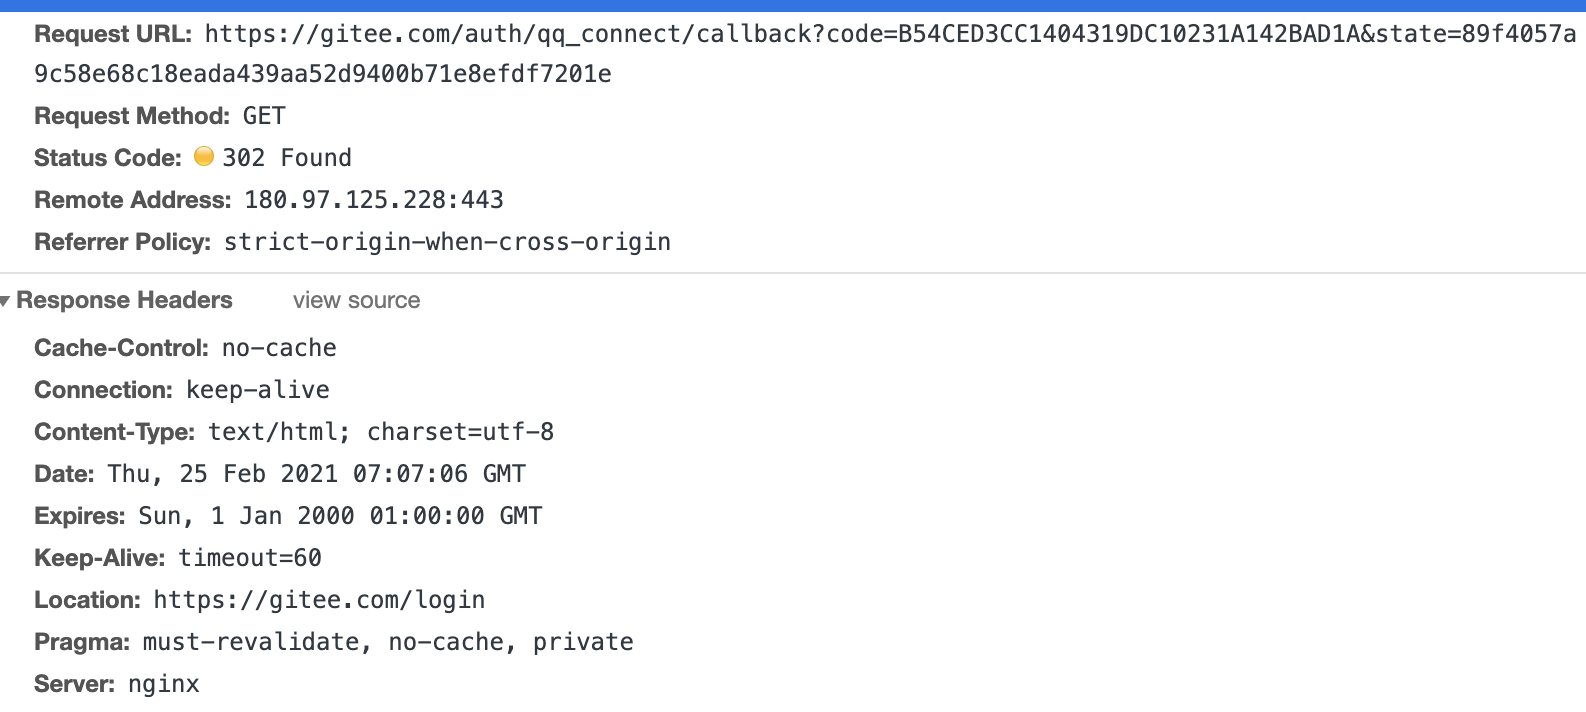 Request URL: https://gitee.com/auth/qq_connect/callback?code=B54CED3CC1404319DC10231A142BAD1A&state=89f4057a
9c58e68c18eada439aa52d9400b71e8efdf7201e
Request Method: GET
Status Code: 302 Found
Remote Address: 180.97.125.228:443
Referrer Policy: strict-origin-when-cross-origin
Response Headers view source
Cache-Control: no-cache
Connection: keep-alive
Content-Type: text/html; charset=utf-8
Date: Thu, 25 Feb 2021 07:07:06 GMT
Expires: Sun, 1 Jan 2000 01:00:00 GMT
Keep-Alive: timeout=60
Location: https://gitee.com/login
Pragma: must-revalidate, no-cache, private
Server: nginx